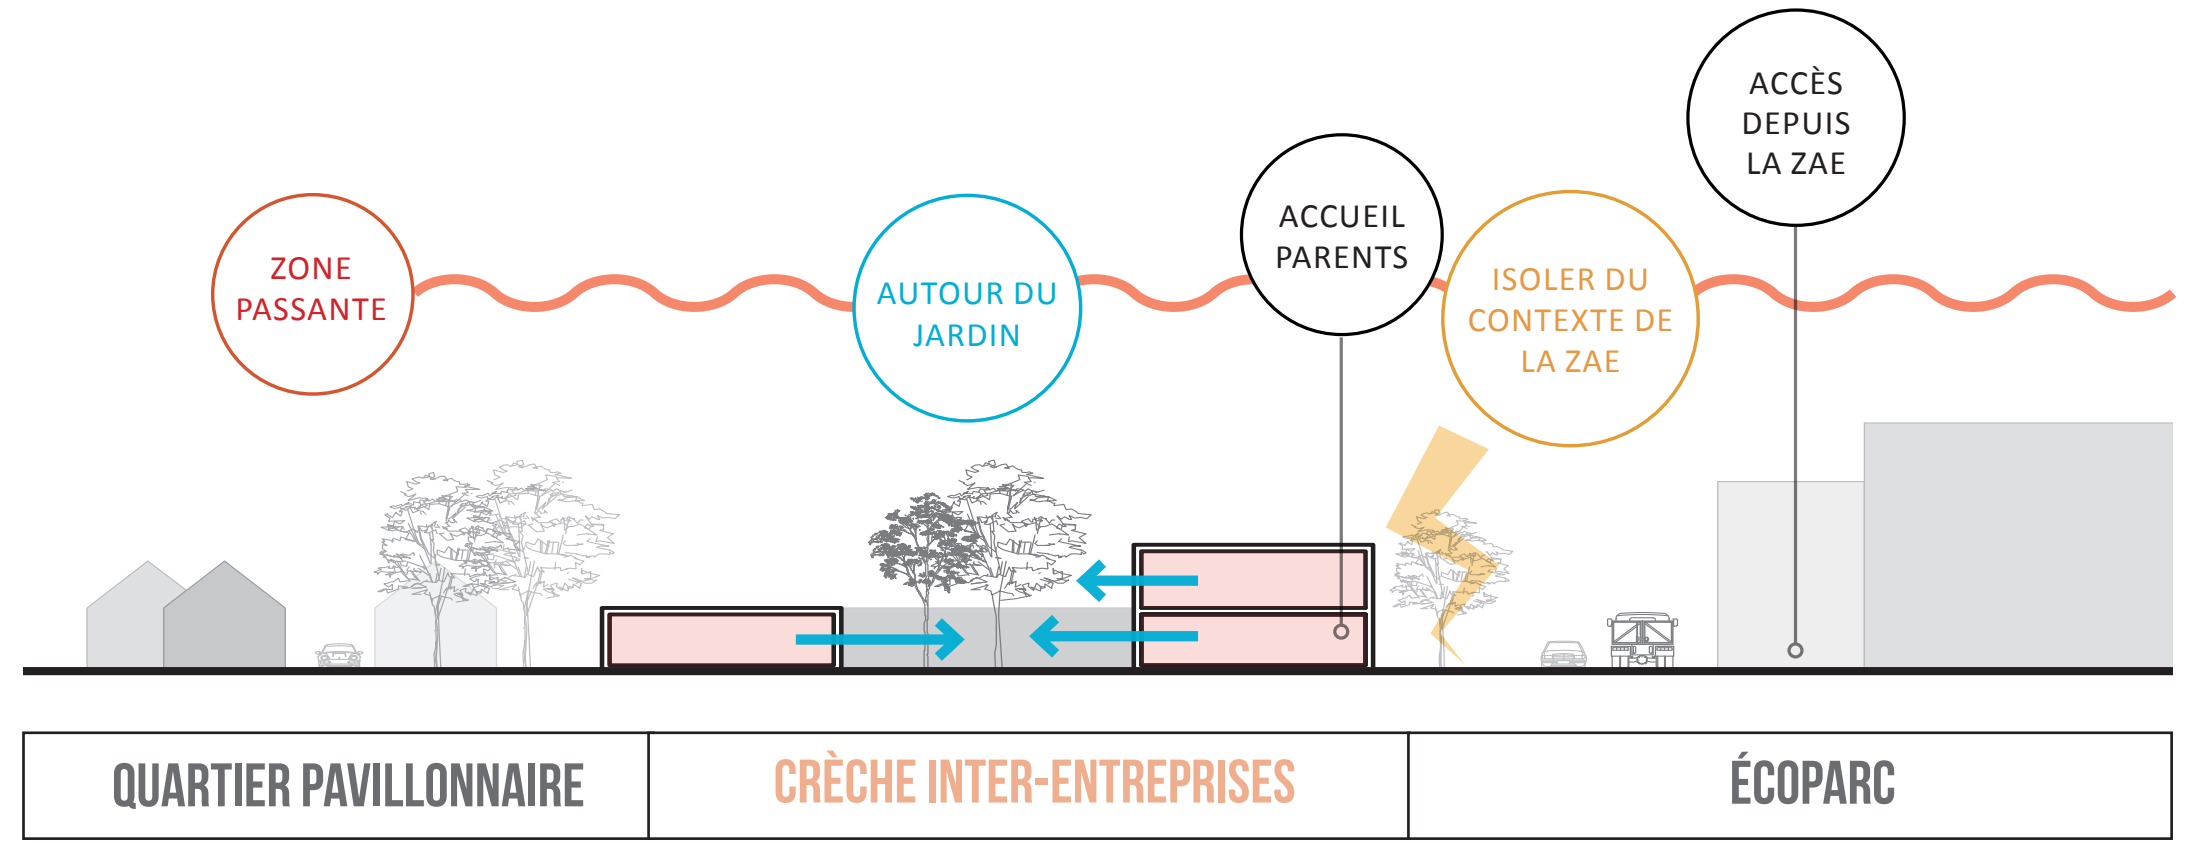 ZONE
PASSANTE
AUTOUR DU
JARDIN
ACCUEIL
PARENTS
ISOLER DU
CONTEXTE DE
LA ZAE
ACCÈS
DEPUIS
LA ZAE
QUARTIER PAVILLONNAIRE
CRÈCHE INTER-ENTREPRISES
ÉCOPARC